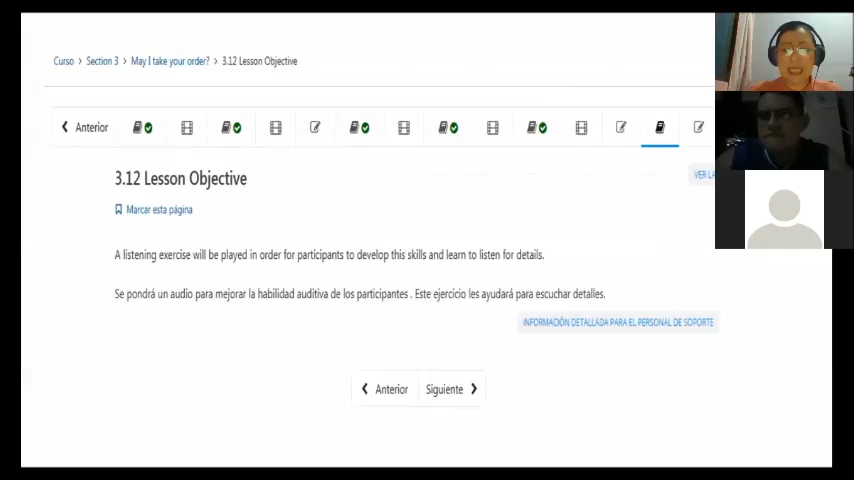 Curso > Section 3 > May I take your order? > 3.12 Lesson Objective
Anterior
3.12 Lesson Objective
VER LA
Marcar esta página
A listening exercise will be played in order for participants to develop this skills and learn to listen for details.
Se pondrá un audio para mejorar la habilidad auditiva de los participantes . Este ejercicio les ayudará para escuchar detalles.
INFORMACIÓN DETALLADA PARA EL PERSONAL DE SOPORTE
Anterior Siguiente